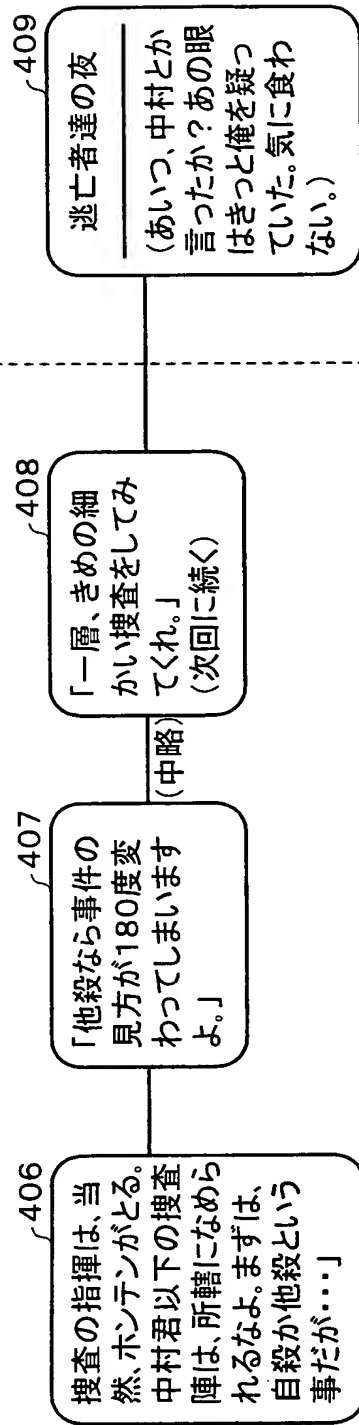 406
捜査の指揮は、当
然、ホンテンがとる。
中村君以下の捜査
陣は、所轄になめら
れるなよ。まずは、
自殺か他殺という
事だが・・・」
407
「他殺なら事件の
見方が180度変
わってしまいます
よ。」
(中略)
408
「一層、きめの細
かい捜査をしてみ
てくれ。」
(次回に続く)
409
逃亡者達の夜
(あいつ、中村とか
言ったか？あの眼
はきっと俺を疑っ
ていた。気に食わ
ない。)